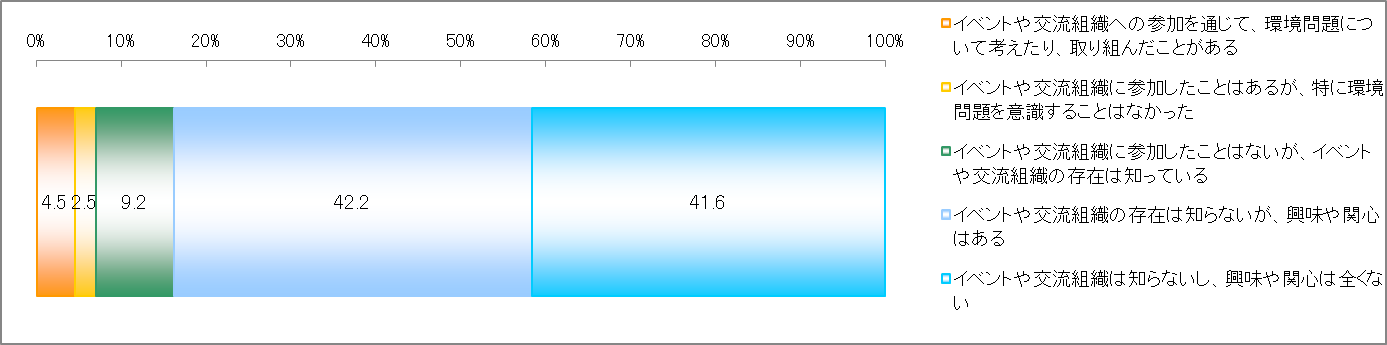 0% 10% 20% 30% 40% 50% 60% 70% 80% 90% 100%
4.5 2.5 9.2 42.2 41.6
イベントや交流組織への参加を通じて、環境問題につ
いて考えたり、取り組んだことがある
イベントや交流組織に参加したことはあるが、特に環境
問題を意識することはなかった
イベントや交流組織に参加したことはないが、イベント
や交流組織の存在は知っている
イベントや交流組織の存在は知らないが、興味や関心
はある
イベントや交流組織は知らないし、興味や関心は全くな
い